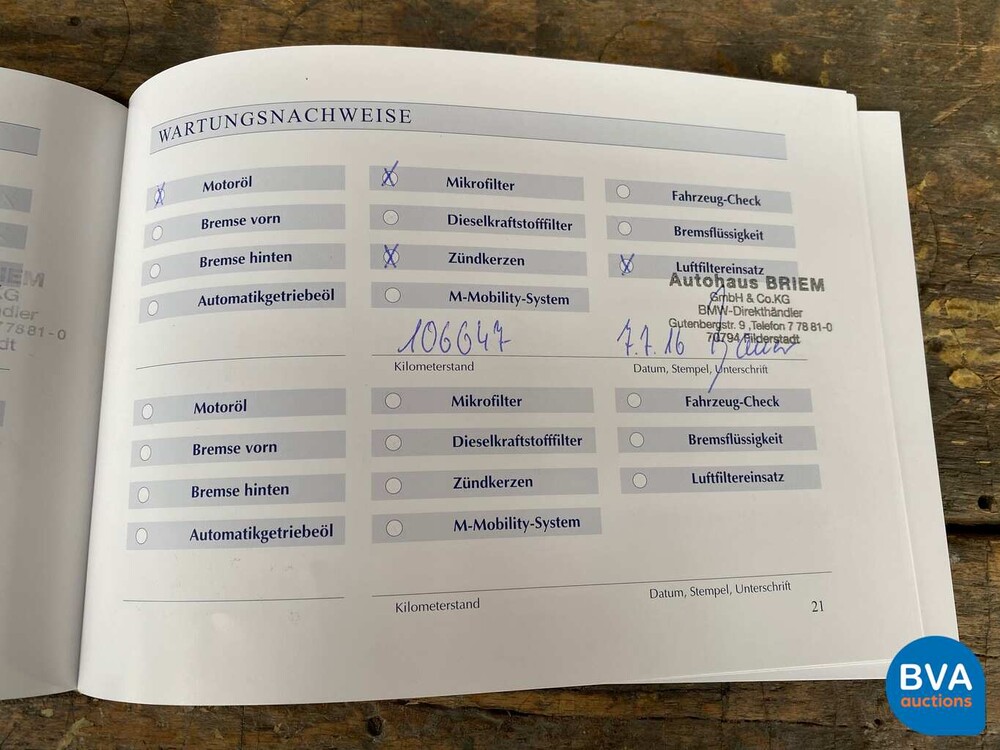 WARTUNGSNACHWEISE
X Motoröl
Bremse vorn
Bremse hinten
Automatikgetriebeöl
X Mikrofilter
Dieselkraftstofffilter
X Zündkerzen
M-Mobility-System
Fahrzeug-Check
Bremsflüssigkeit
X Luftfiltereinsatz
Autohaus BRIEM
GmbH & Co.KG
BMW-Direkthändler
Gutenbergstr. 9 ,Telefon 7 78 81-0
70794 Filderstadt
106647
7.7.16
Kilometerstand
Datum, Stempel, Unterschrift
Motoröl
Bremse vorn
Bremse hinten
Automatikgetriebeöl
Mikrofilter
Dieselkraftstofffilter
Zündkerzen
M-Mobility-System
Fahrzeug-Check
Bremsflüssigkeit
Luftfiltereinsatz
Kilometerstand
Datum, Stempel, Unterschrift
21
BVA
auctions